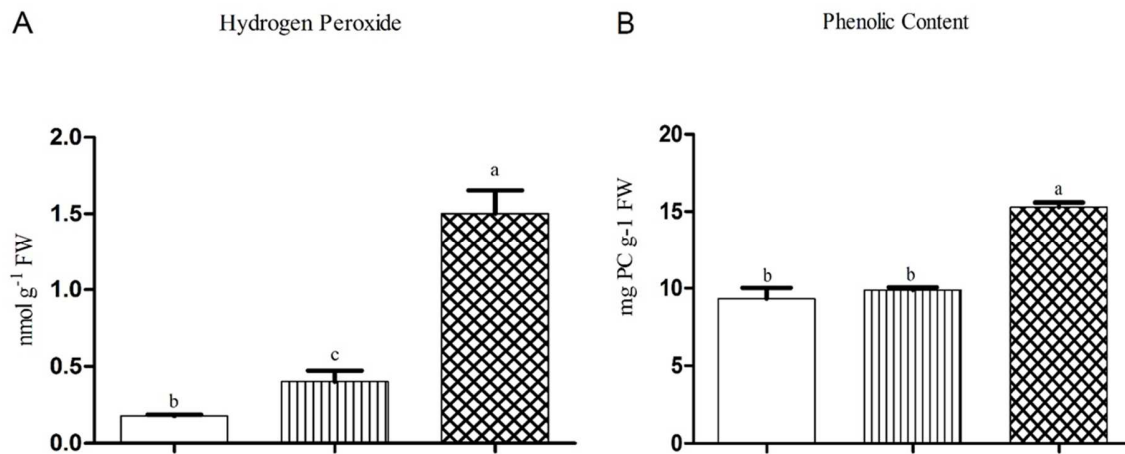 A
Hydrogen Peroxide
nmol g-1 FW
2.0
1.5
1.0
0.5
0.0
b
c
a
B
Phenolic Content
mg PC g-1 FW
20
15
10
5
0
b
b
a